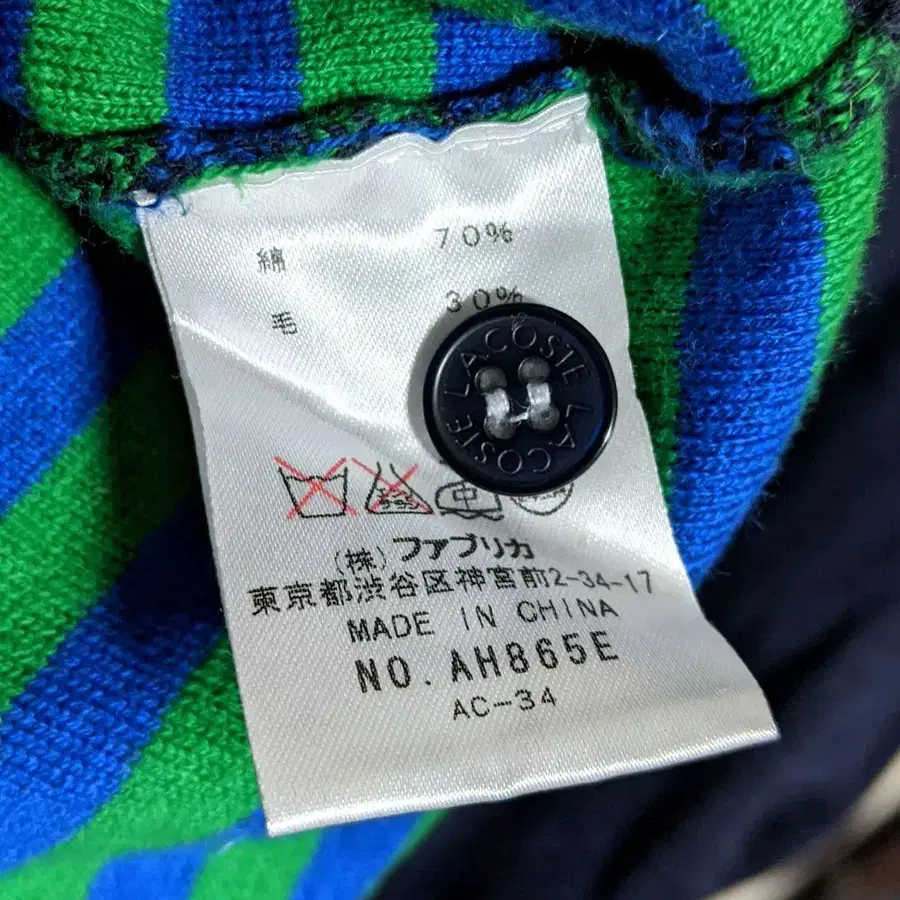 綿 70%
毛 30%
LACOSTE LACOSTE
中
(株)ファブリカ
東京都渋谷区神宮前2-34-17
MADE IN CHINA
NO. AH865E
AC-34